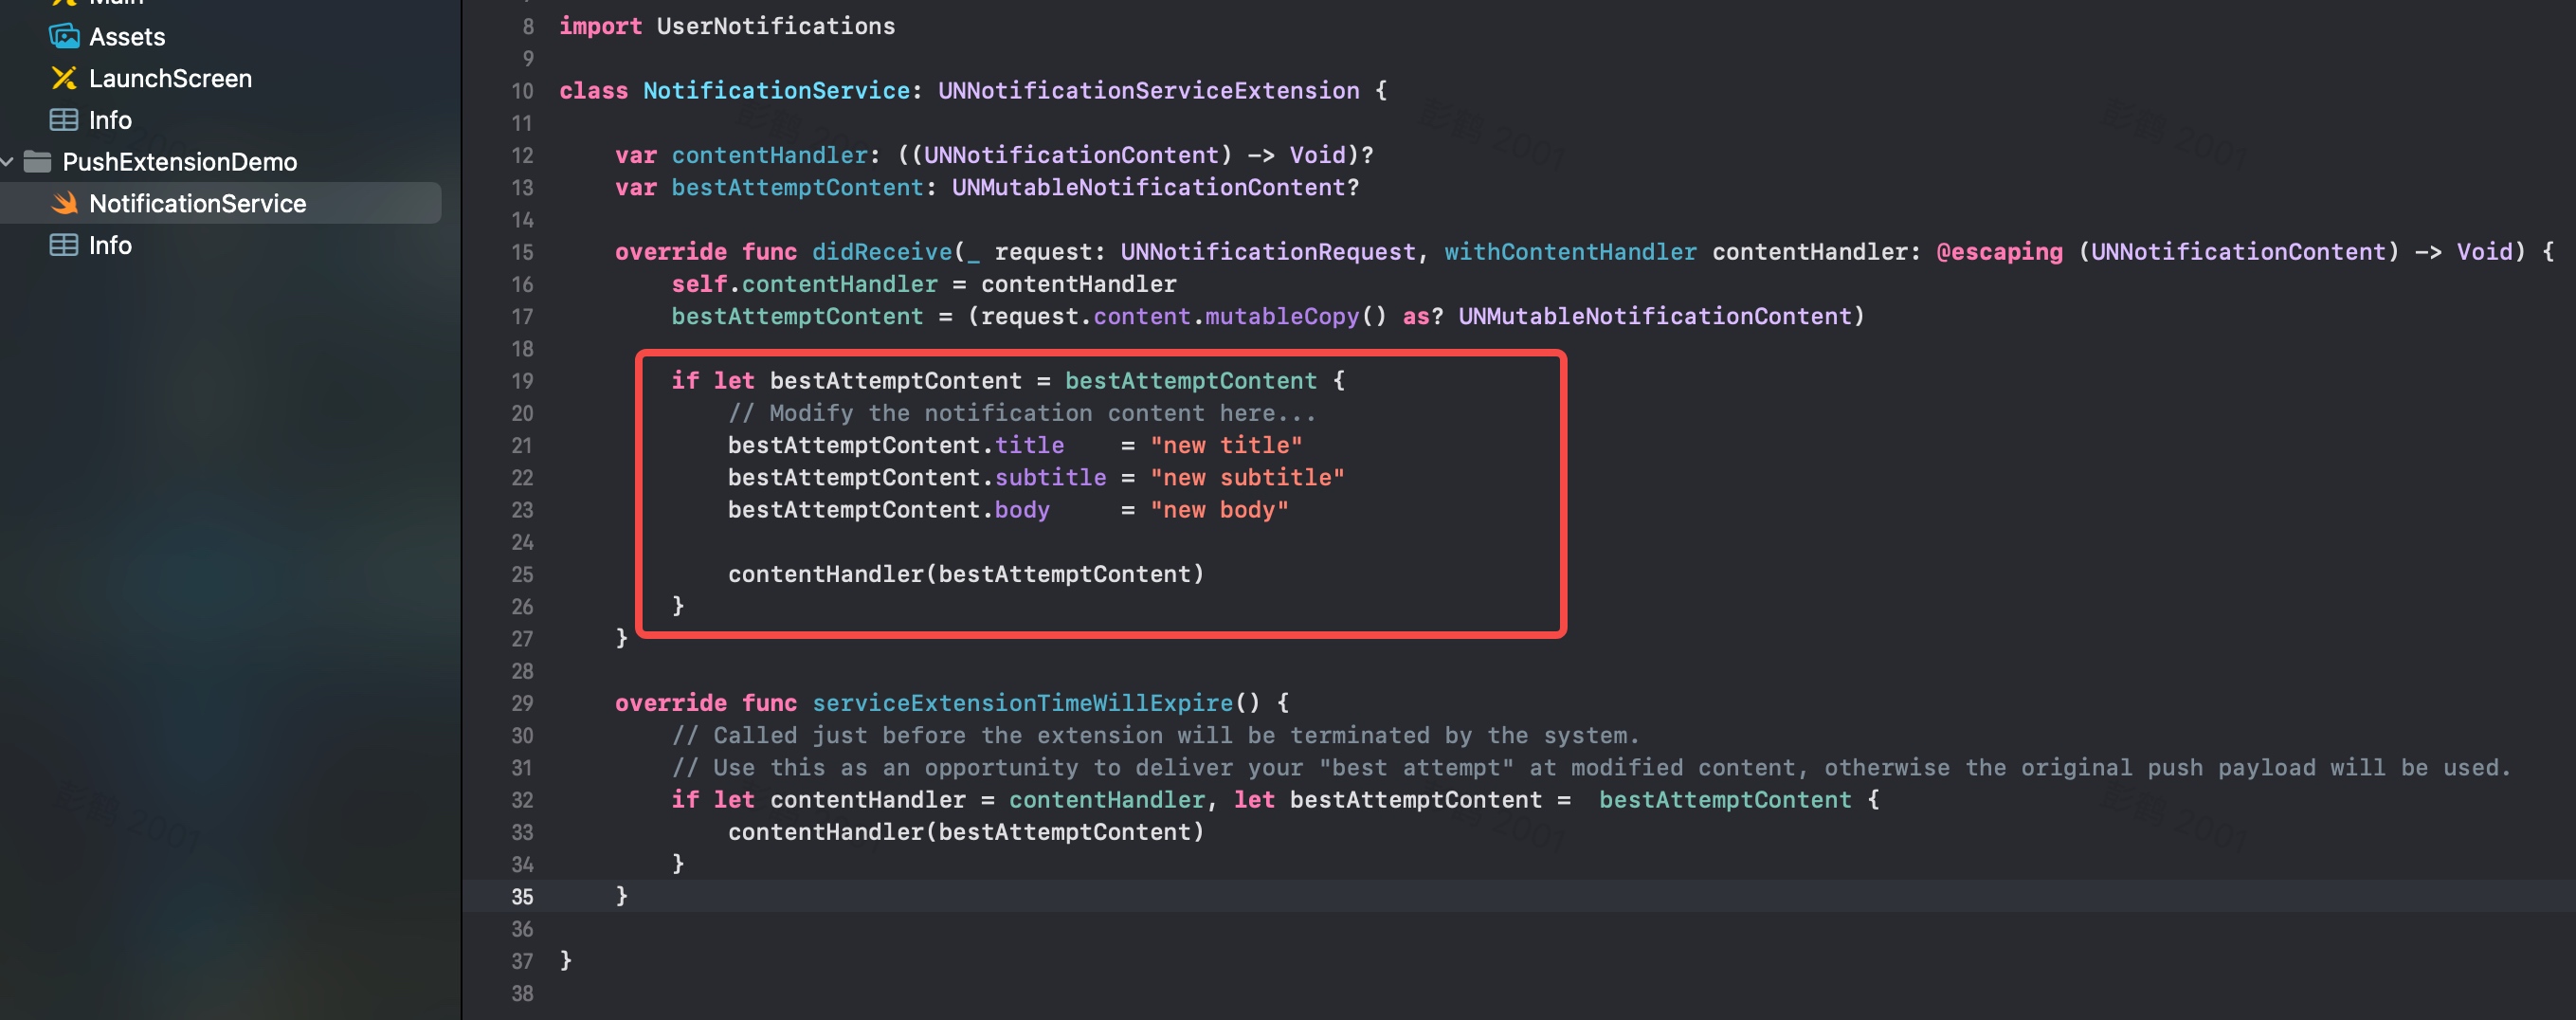 Main
Assets
LaunchScreen
Info
PushExtensionDemo
NotificationService
Info
8 import UserNotifications
9
10 class NotificationService: UNNotificationServiceExtension {
11
12     var contentHandler: ((UNNotificationContent) -> Void)?
13     var bestAttemptContent: UNMutableNotificationContent?
14
15     override func didReceive(_ request: UNNotificationRequest, withContentHandler contentHandler: @escaping (UNNotificationContent) -> Void) {
16         self.contentHandler = contentHandler
17         bestAttemptContent = (request.content.mutableCopy() as? UNMutableNotificationContent)
18
19         if let bestAttemptContent = bestAttemptContent {
20             // Modify the notification content here...
21             bestAttemptContent.title    = "new title"
22             bestAttemptContent.subtitle = "new subtitle"
23             bestAttemptContent.body     = "new body"
24
25             contentHandler(bestAttemptContent)
26         }
27     }
28
29     override func serviceExtensionTimeWillExpire() {
30         // Called just before the extension will be terminated by the system.
31         // Use this as an opportunity to deliver your "best attempt" at modified content, otherwise the original push payload will be used.
32         if let contentHandler = contentHandler, let bestAttemptContent =  bestAttemptContent {
33             contentHandler(bestAttemptContent)
34         }
35     }
36
37 }
38